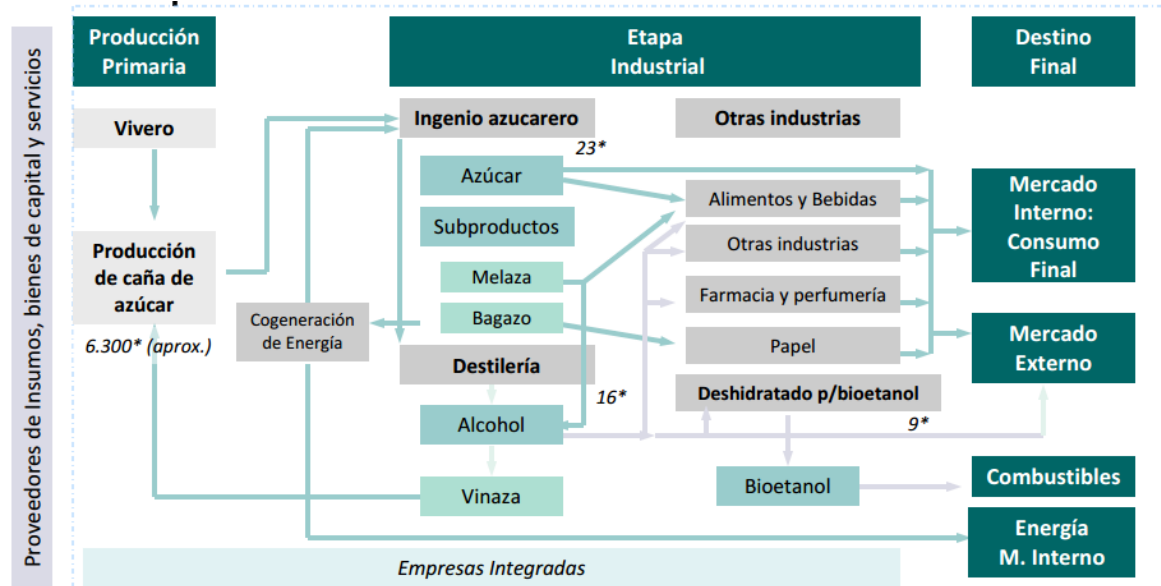 Proveedores de Insumos, bienes de capital y servicios
Producción
Primaria
Etapa
Industrial
Destino
Final
Vivero
Ingenio azucarero
Otras industrias
23*
Azúcar
Alimentos y Bebidas
Mercado
Interno:
Consumo
Final
Subproductos
Otras industrias
Producción
de caña de
azúcar
Melaza
Farmacia y perfumería
6.300* (aprox.)
Cogeneración
de Energía
Bagazo
Papel
Mercado
Externo
Destilería
Deshidratado p/bioetanol
16*
9*
Alcohol
Vinaza
Bioetanol
Combustibles
Energía
M. Interno
Empresas Integradas